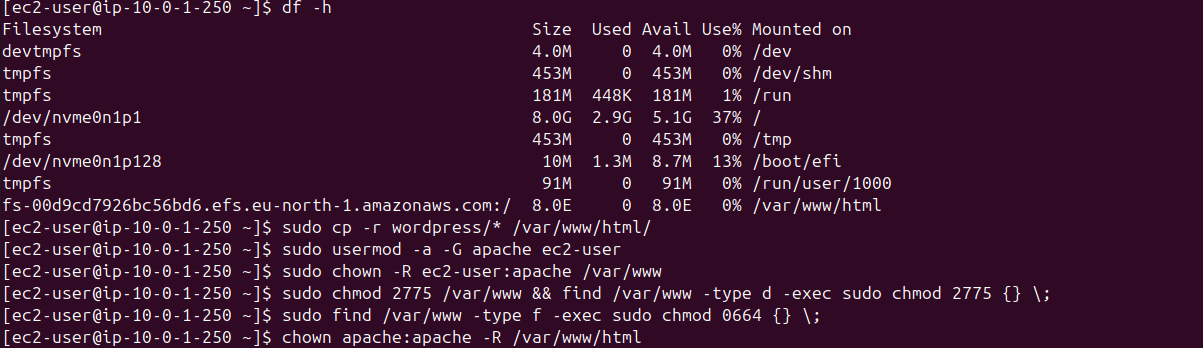 [ec2-user@ip-10-0-1-250 ~]$ df -h
Filesystem Size Used Avail Use% Mounted on
devtmpfs 4.0M 0 4.0M 0% /dev
tmpfs 453M 0 453M 0% /dev/shm
tmpfs 181M 448K 181M 1% /run
/dev/nvme0n1p1 8.0G 2.9G 5.1G 37% /
tmpfs 453M 0 453M 0% /tmp
/dev/nvme0n1p128 10M 1.3M 8.7M 13% /boot/efi
tmpfs 91M 0 91M 0% /run/user/1000
fs-00d9cd7926bc56bd6.efs.eu-north-1.amazonaws.com:/ 8.0E 0 8.0E 0% /var/www/html
[ec2-user@ip-10-0-1-250 ~]$ sudo cp -r wordpress/* /var/www/html/
[ec2-user@ip-10-0-1-250 ~]$ sudo usermod -a -G apache ec2-user
[ec2-user@ip-10-0-1-250 ~]$ sudo chown -R ec2-user:apache /var/www
[ec2-user@ip-10-0-1-250 ~]$ sudo chmod 2775 /var/www && find /var/www -type d -exec sudo chmod 2775 {} \;
[ec2-user@ip-10-0-1-250 ~]$ sudo find /var/www -type f -exec sudo chmod 0664 {} \;
[ec2-user@ip-10-0-1-250 ~]$ chown apache:apache -R /var/www/html